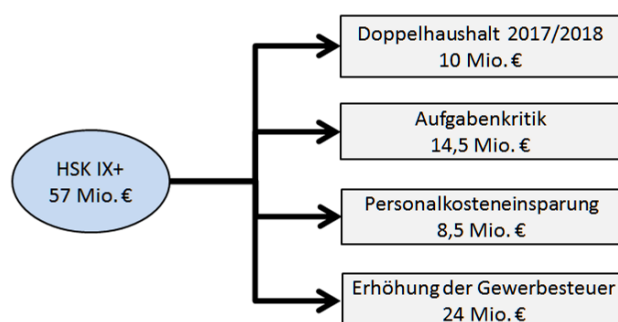 HSK IX+
57 Mio. €
Doppelhaushalt 2017/2018
10 Mio. €
Aufgabenkritik
14,5 Mio. €
Personalkosteneinsparung
8,5 Mio. €
Erhöhung der Gewerbesteuer
24 Mio. €